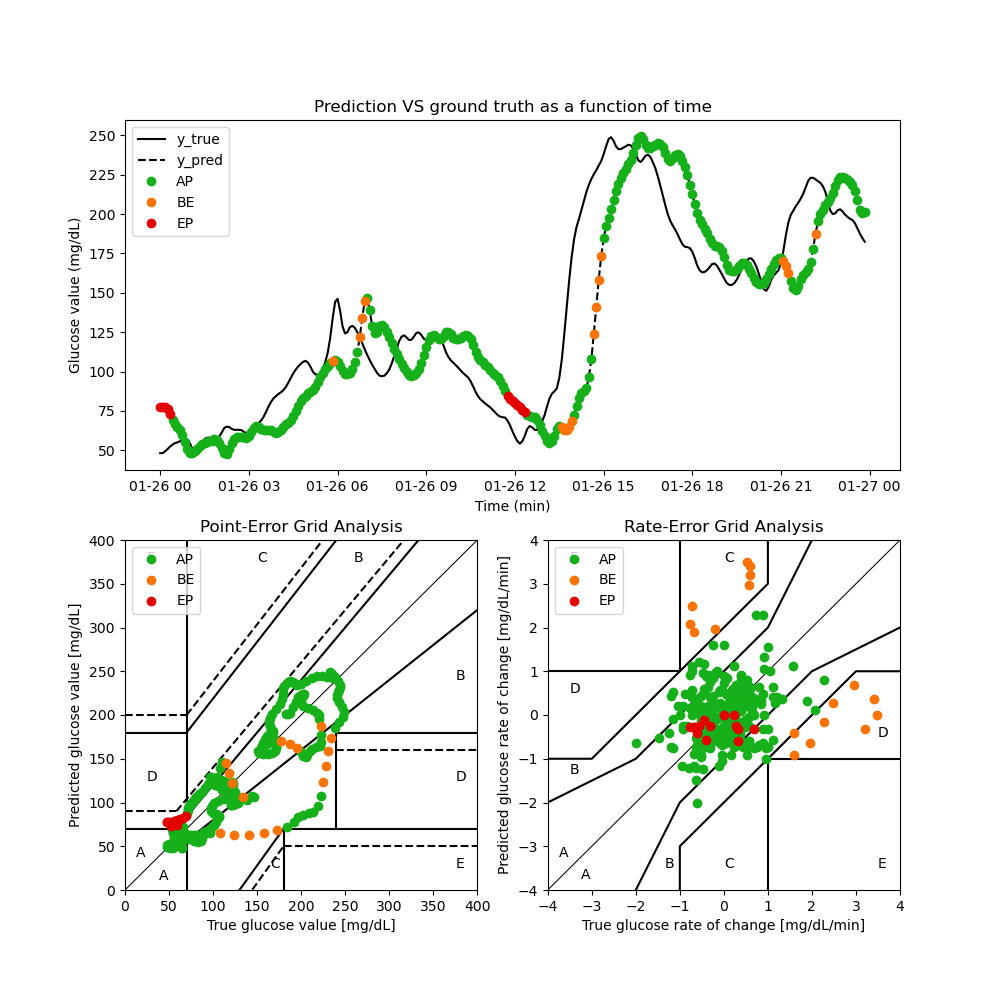 Prediction VS ground truth as a function of time
Glucose value (mg/dL)
250
225
200
175
150
125
100
75
50
y_true
y_pred
AP
BE
EP
01-26 00 01-26 03 01-26 06 01-26 09 01-26 12 01-26 15 01-26 18 01-26 21 01-27 00
Time (min)
Point-Error Grid Analysis
Predicted glucose value [mg/dL]
400
350
300
250
200
150
100
50
0
AP
BE
EP
C B
B
D D
A
A
C E
0 50 100 150 200 250 300 350 400
True glucose value [mg/dL]
Rate-Error Grid Analysis
Predicted glucose rate of change [mg/dL/min]
4
3
2
1
0
−1
−2
−3
−4
AP
BE
EP
C
D
D
B
A
A
B C E
−4 −3 −2 −1 0 1 2 3 4
True glucose rate of change [mg/dL/min]